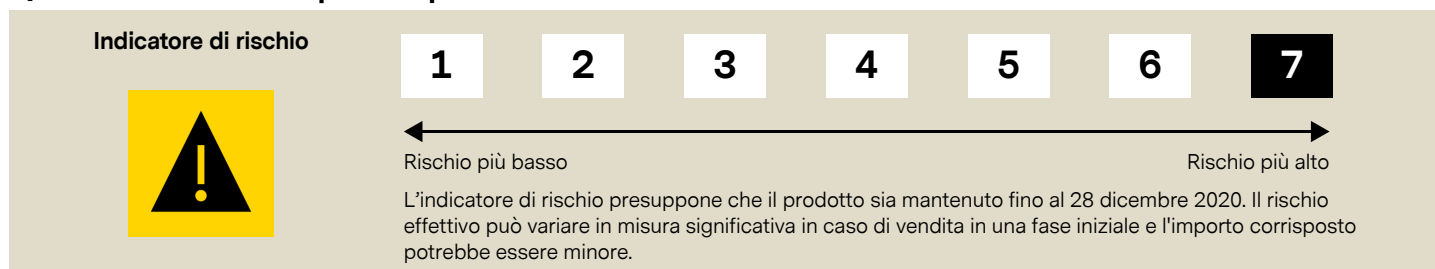 Indicatore di rischio
1 2 3 4 5 6 7
Rischio più basso Rischio più alto
L'indicatore di rischio presuppone che il prodotto sia mantenuto fino al 28 dicembre 2020. Il rischio
effettivo può variare in misura significativa in caso di vendita in una fase iniziale e l'importo corrisposto
potrebbe essere minore.